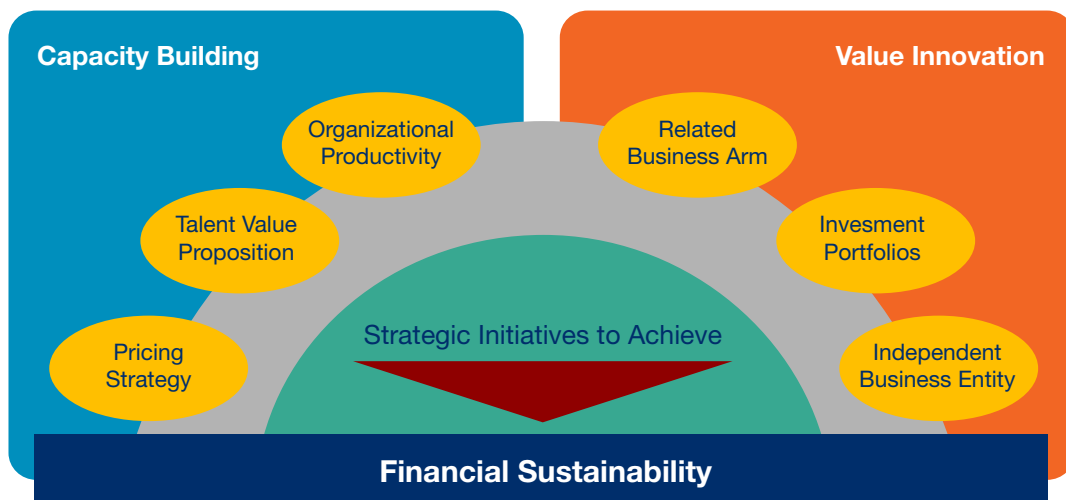 Capacity Building
Value Innovation
Organizational
Productivity
Related
Business Arm
Talent Value
Proposition
Invesment
Portfolios
Strategic Initiatives to Achieve
Pricing
Strategy
Independent
Business Entity
Financial Sustainability